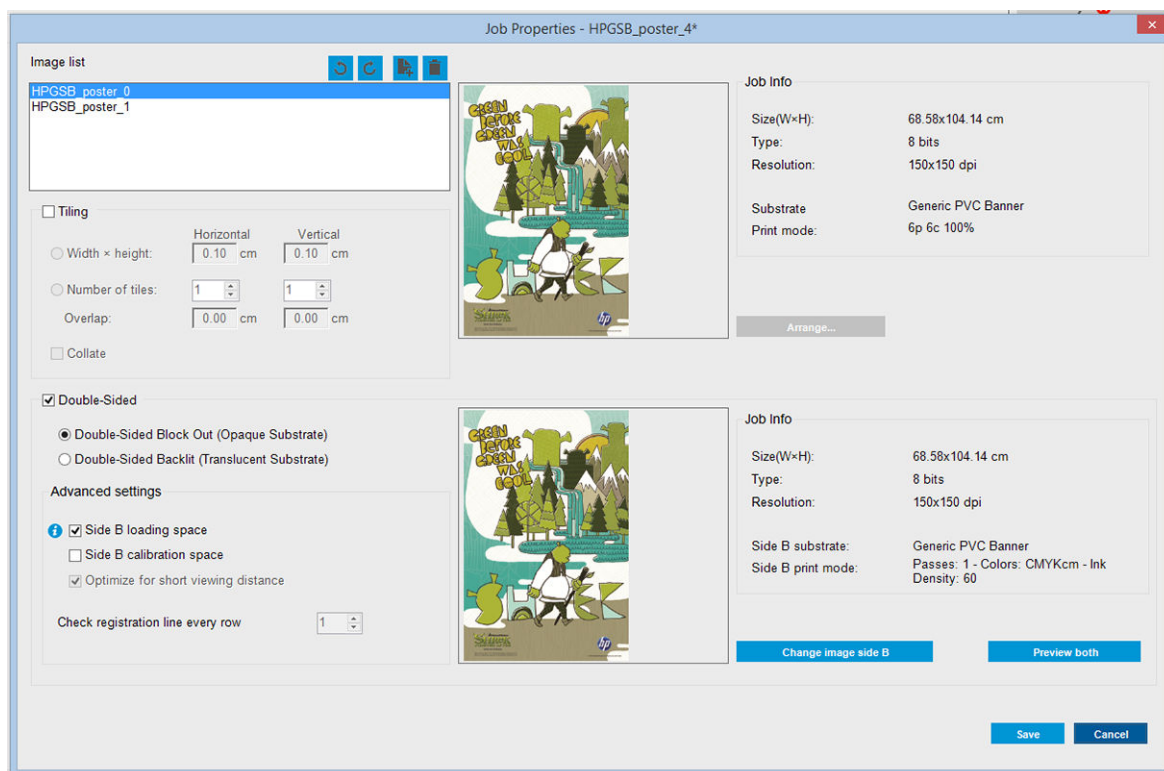 Job Properties - HPGSB_poster_4*
Image list
HPGSB_poster_0
HPGSB_poster_1
Tiling
Horizontal Vertical
Width × height: 0.10 cm 0.10 cm
Number of tiles: 1 1
Overlap: 0.00 cm 0.00 cm
Collate
GREEN
BEFORE
GREEN
WAS
COOL
SHREK
hp
Job Info
Size(W×H): 68.58x104.14 cm
Type: 8 bits
Resolution: 150x150 dpi
Substrate Generic PVC Banner
Print mode: 6p 6c 100%
Arrange...
Double-Sided
Double-Sided Block Out (Opaque Substrate)
Double-Sided Backlit (Translucent Substrate)
Advanced settings
Side B loading space
Side B calibration space
Optimize for short viewing distance
Check registration line every row 1
GREEN
BEFORE
GREEN
WAS
COOL
SHREK
hp
Job Info
Size(W×H): 68.58x104.14 cm
Type: 8 bits
Resolution: 150x150 dpi
Side B substrate: Generic PVC Banner
Side B print mode: Passes: 1 - Colors: CMYKcm - Ink
Density: 60
Change image side B Preview both
Save Cancel